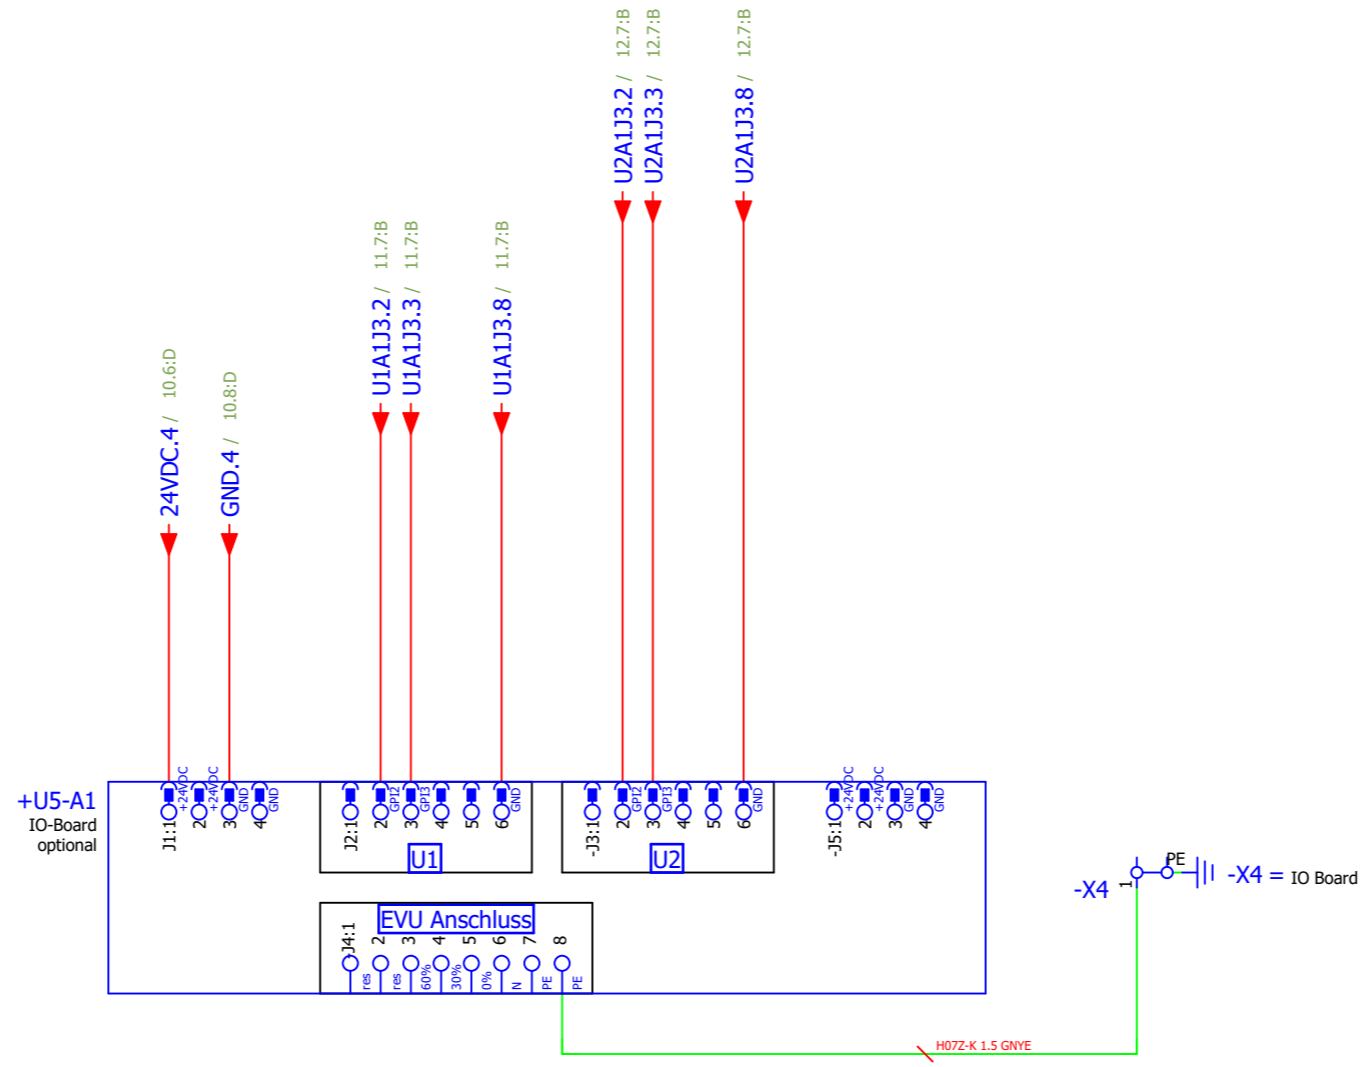 U2A1J3.2 / 12.7:B
U2A1J3.3 / 12.7:B
U2A1J3.8 / 12.7:B
U1A1J3.2 / 11.7:B
U1A1J3.3 / 11.7:B
U1A1J3.8 / 11.7:B
24VDC.4 / 10.6:D
GND.4 / 10.8:D
+U5-A1
IO-Board
optional
J1:1 +24VDC
2 +24VDC
3 GND
4 GND
J2:1
2 GPI2
3 GPI3
4
5
6 GND
U1
-J3:1
2 GPI2
3 GPI3
4
5
6 GND
U2
-J5:1 +24VDC
2 +24VDC
3 GND
4 GND
EVU Anschluss
-J4:1 res
2 res
3 60%
4 30%
5 0%
6 N
7 PE
8 PE
-X4
1
PE
-X4 = IO Board
H07Z-K 1.5 GNYE